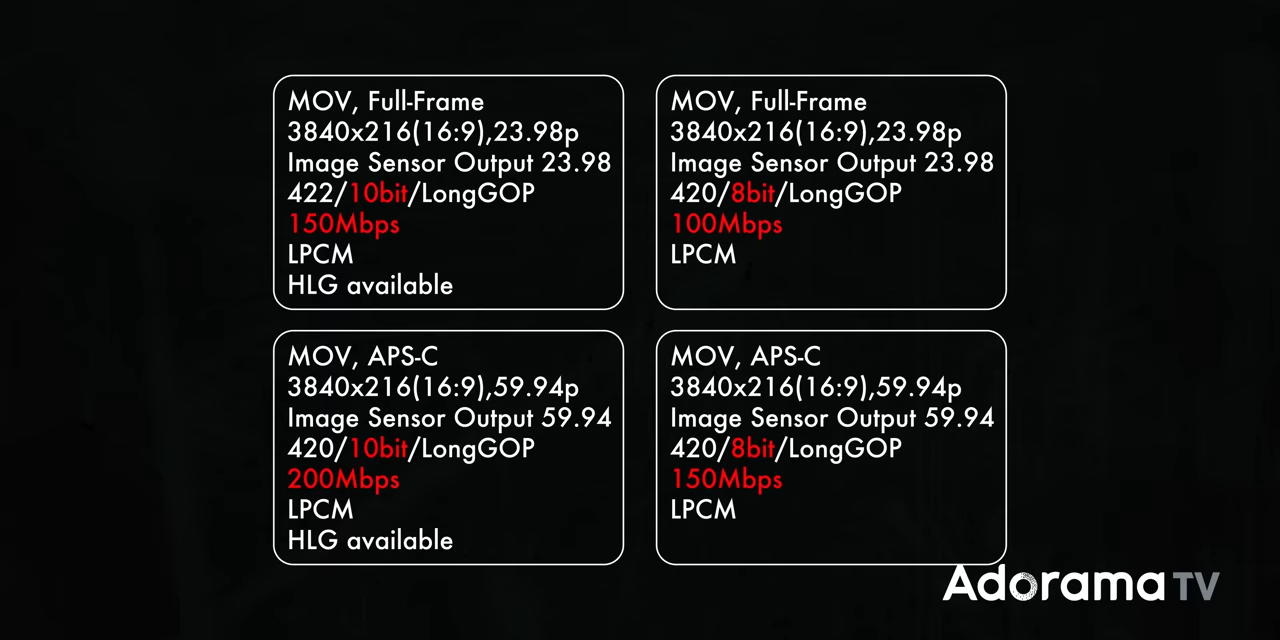 MOV, Full-Frame
3840x216(16:9),23.98p
Image Sensor Output 23.98
422/10bit/LongGOP
150Mbps
LPCM
HLG available
MOV, Full-Frame
3840x216(16:9),23.98p
Image Sensor Output 23.98
420/8bit/LongGOP
100Mbps
LPCM
MOV, APS-C
3840x216(16:9),59.94p
Image Sensor Output 59.94
420/10bit/LongGOP
200Mbps
LPCM
HLG available
MOV, APS-C
3840x216(16:9),59.94p
Image Sensor Output 59.94
420/8bit/LongGOP
150Mbps
LPCM
Adorama TV